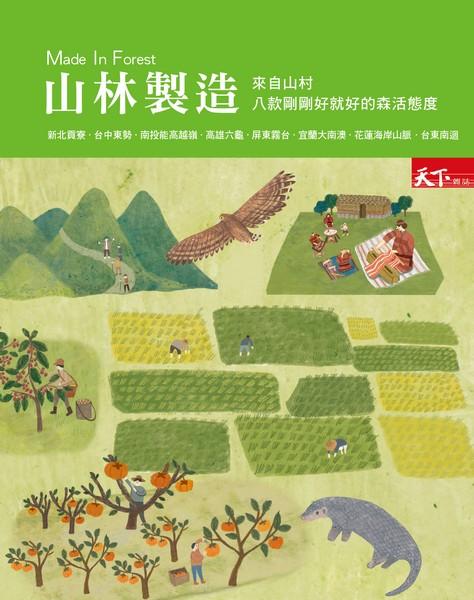 Made In Forest
山林製造
來自山村
八款剛剛好就好的森活態度
新北貢寮・台中東勢・南投能高越嶺・高雄六龜・屏東霧台・宜蘭大南澳・花蓮海岸山脈・台東南迴
天下雜誌